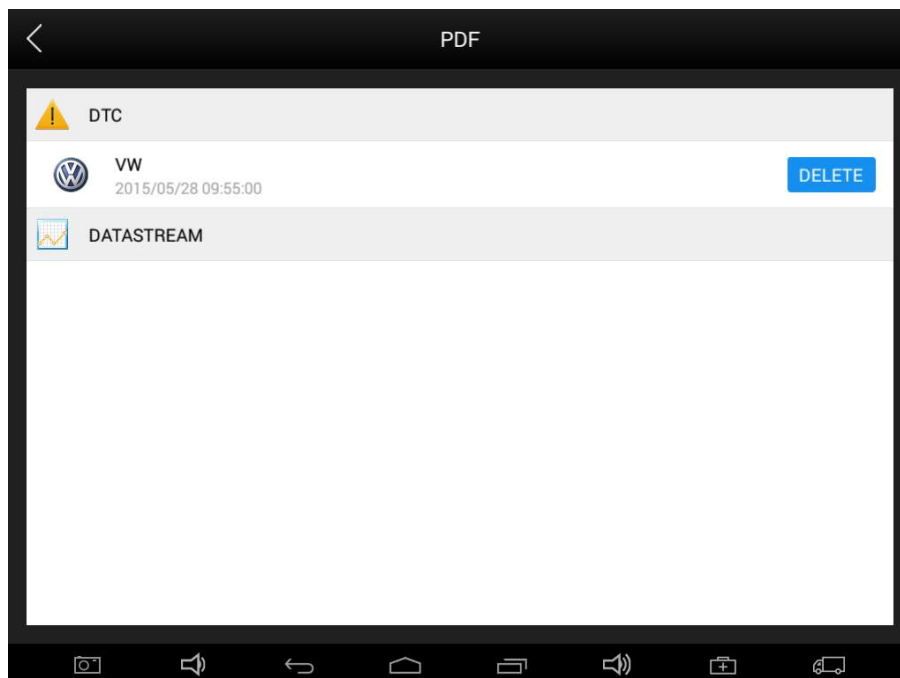 PDF
DTC
VW
2015/05/28 09:55:00
DELETE
DATASTREAM